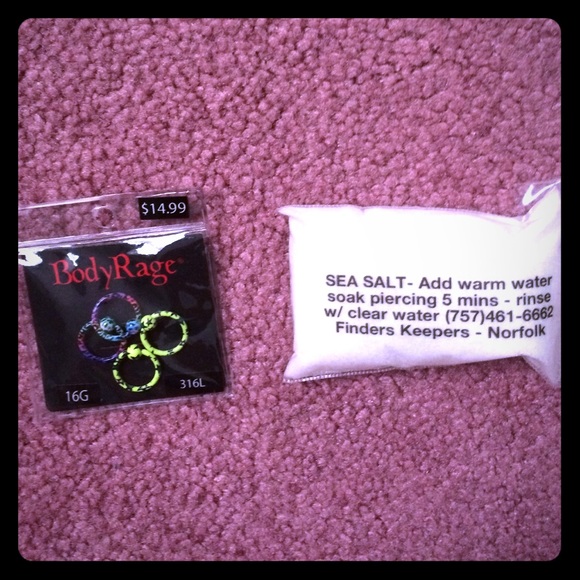 $14.99
BodyRage
16G
316L
SEA SALT- Add warm water
soak piercing 5 mins - rinse
w/ clear water (757)461-6662
Finders Keepers - Norfolk